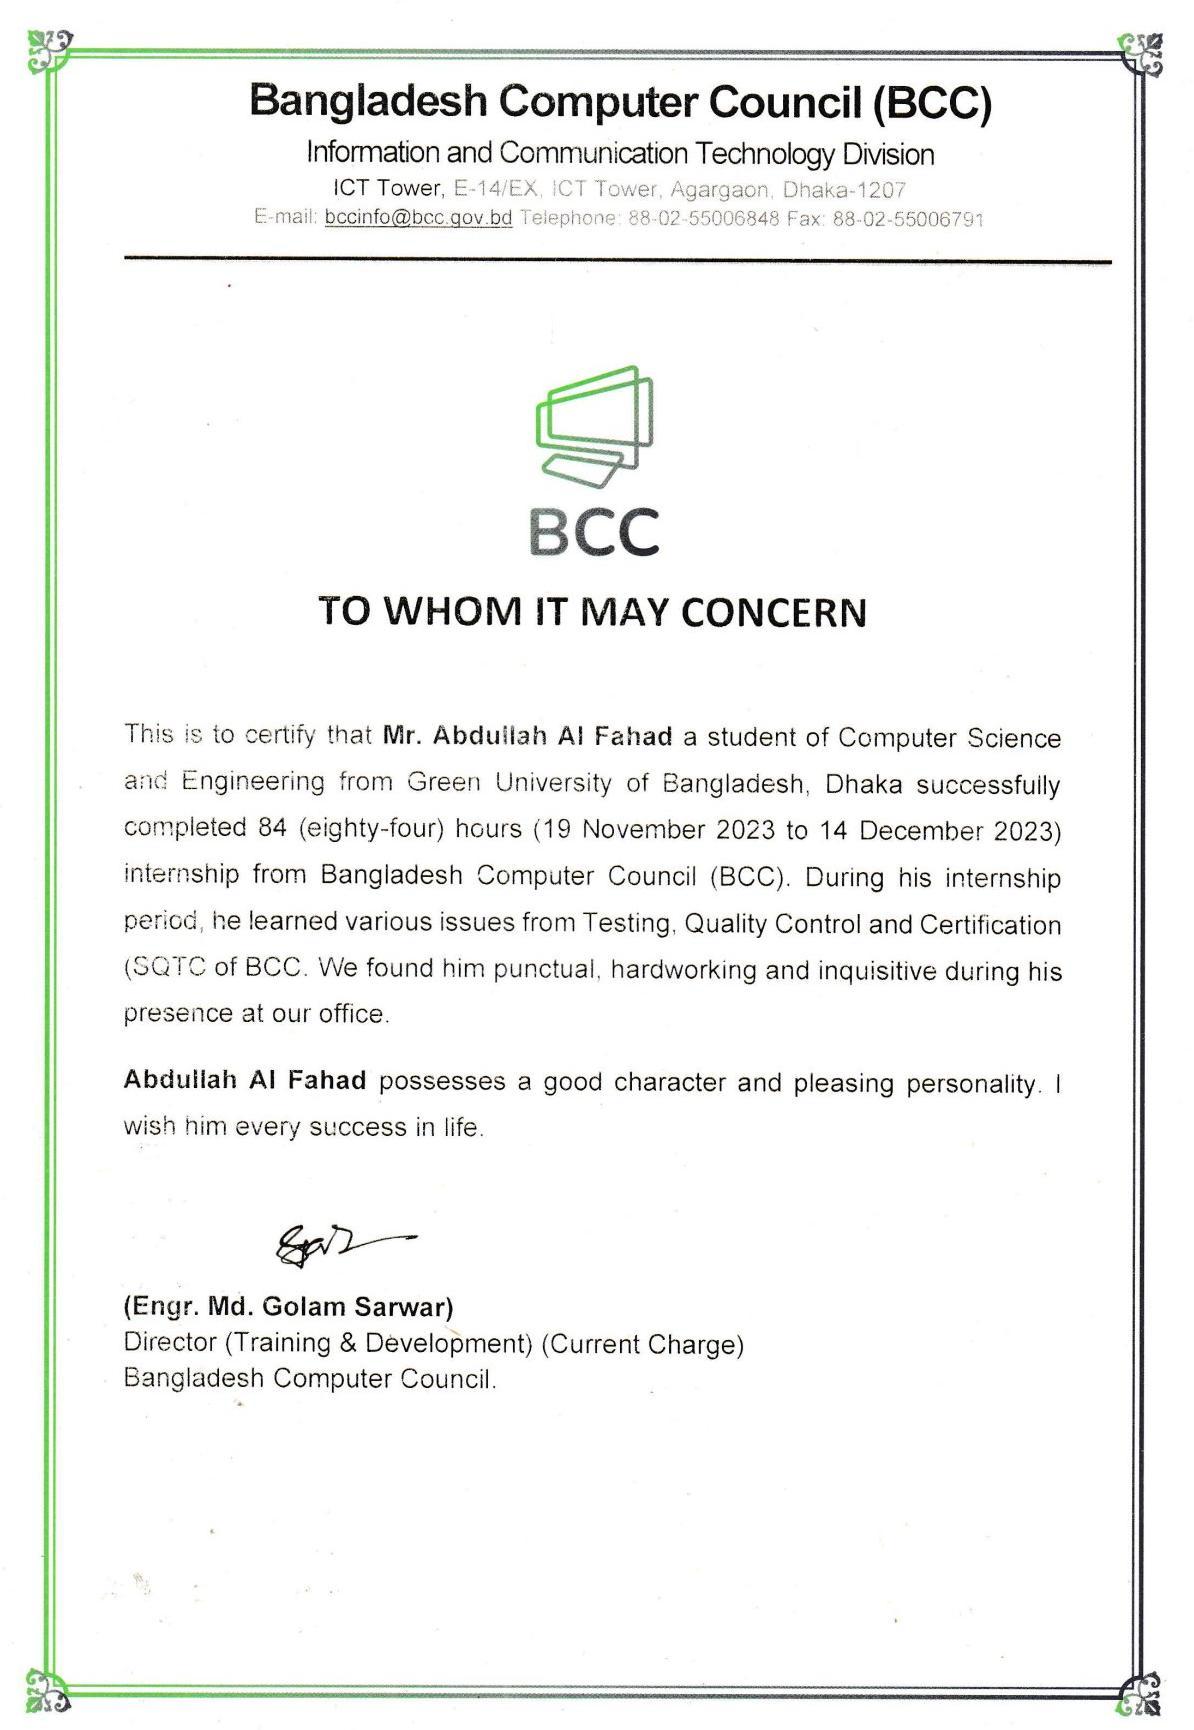 Bangladesh Computer Council (BCC)
Information and Communication Technology Division
ICT Tower, E-14/EX, ICT Tower, Agargaon, Dhaka-1207
E-mail: bccinfo@bcc.gov.bd Telephone: 88-02-55006848 Fax: 88-02-55006791
BCC
TO WHOM IT MAY CONCERN
This is to certify that Mr. Abdullah Al Fahad a student of Computer Science
and Engineering from Green University of Bangladesh, Dhaka successfully
completed 84 (eighty-four) hours (19 November 2023 to 14 December 2023)
internship from Bangladesh Computer Council (BCC). During his internship
period, he learned various issues from Testing, Quality Control and Certification
(SQTC of BCC. We found him punctual, hardworking and inquisitive during his
presence at our office.
Abdullah Al Fahad possesses a good character and pleasing personality. I
wish him every success in life.
(Engr. Md. Golam Sarwar)
Director (Training & Development) (Current Charge)
Bangladesh Computer Council.